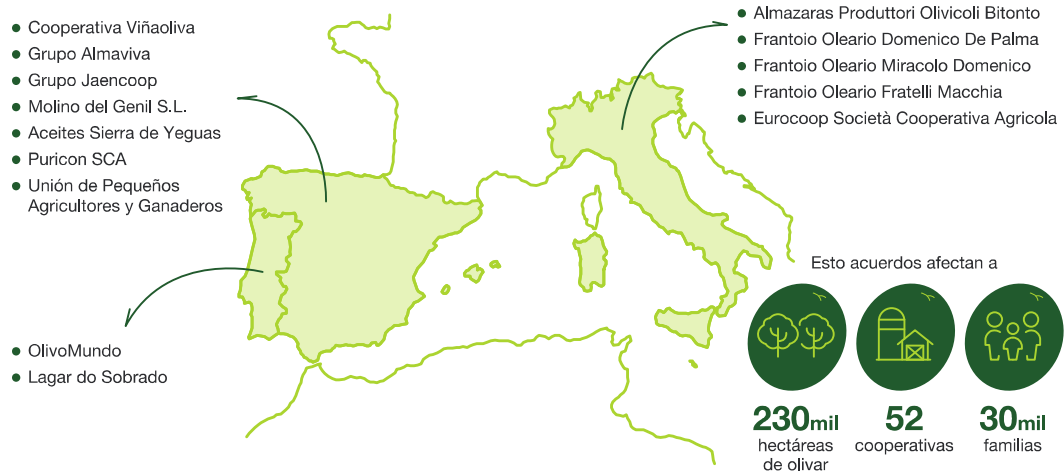 Cooperativa Viñaoliva
Grupo Almaviva
Grupo Jaencoop
Molino del Genil S.L.
Aceites Sierra de Yeguas
Puricon SCA
Unión de Pequeños
Agricultores y Ganaderos
OlivoMundo
Lagar do Sobrado
Almazaras Produttori Olivicoli Bitonto
Frantoio Oleario Domenico De Palma
Frantoio Oleario Miracolo Domenico
Frantoio Oleario Fratelli Macchia
Eurocoop Società Cooperativa Agricola
Esto acuerdos afectan a
230mil
hectáreas
de olivar
52
cooperativas
30mil
familias